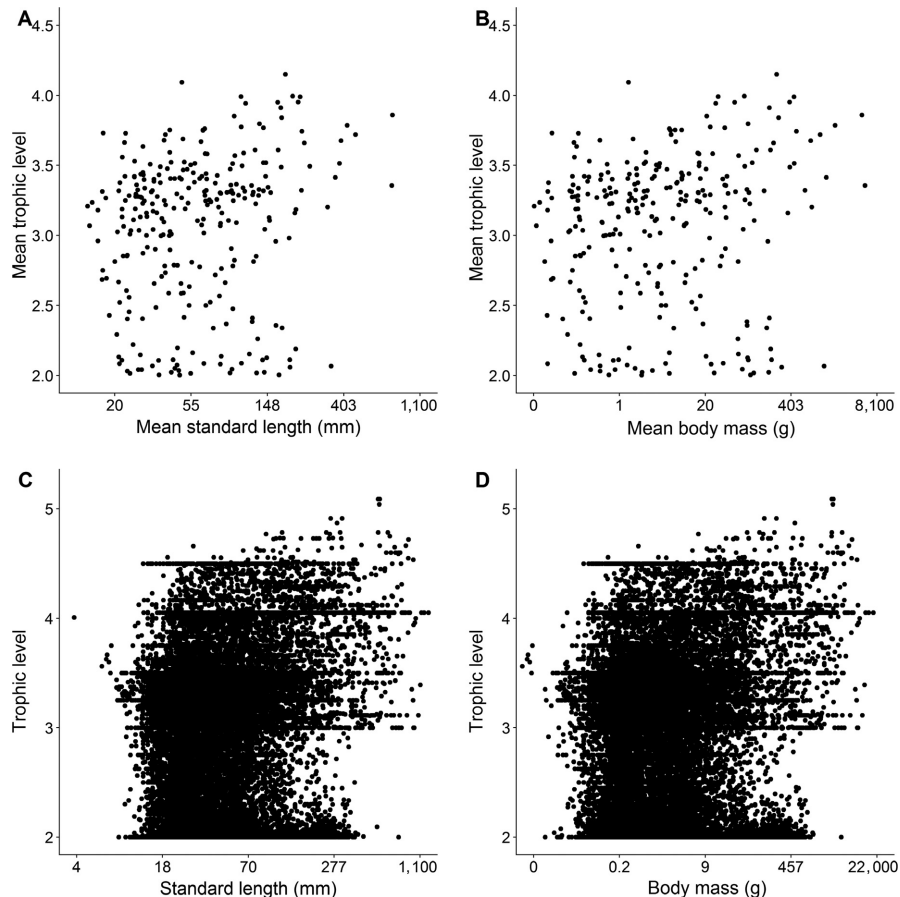 A
4.5
4.0
3.5
3.0
2.5
2.0
Mean trophic level
20 55 148 403 1,100
Mean standard length (mm)
B
4.5
4.0
3.5
3.0
2.5
2.0
Mean trophic level
0 1 20 403 8,100
Mean body mass (g)
C
5
4
3
2
Trophic level
4 18 70 277 1,100
Standard length (mm)
D
5
4
3
2
Trophic level
0 0.2 9 457 22,000
Body mass (g)